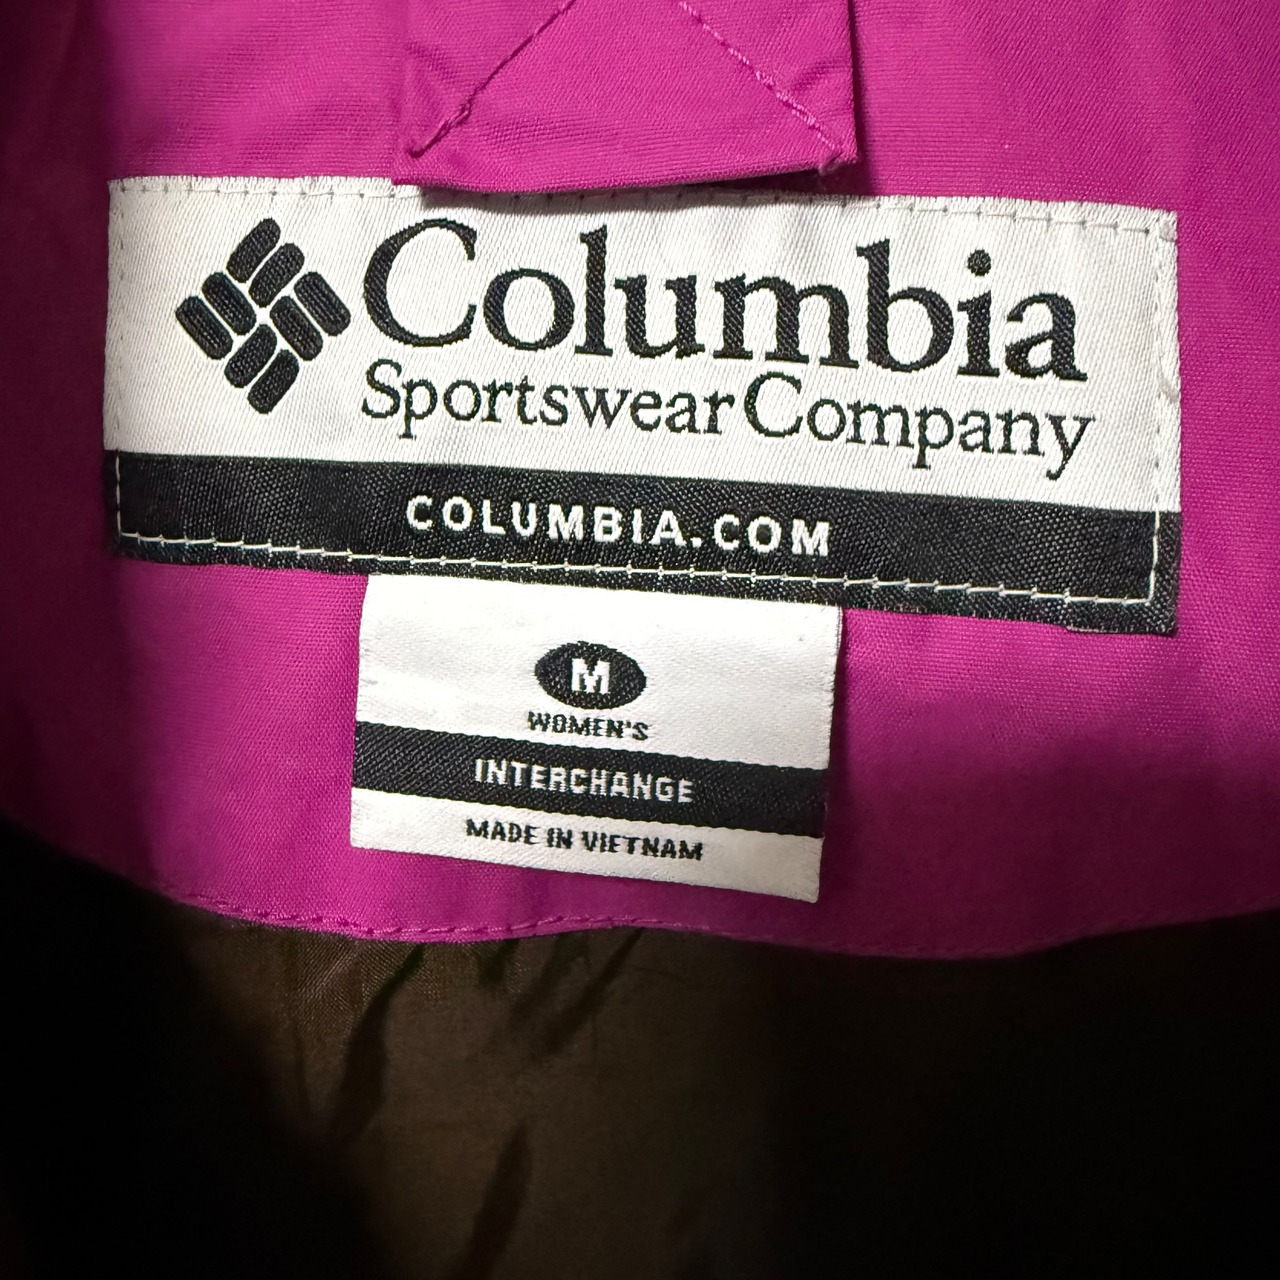 Columbia
Sportswear Company
COLUMBIA.COM
M
WOMEN'S
INTERCHANGE
MADE IN VIETNAM